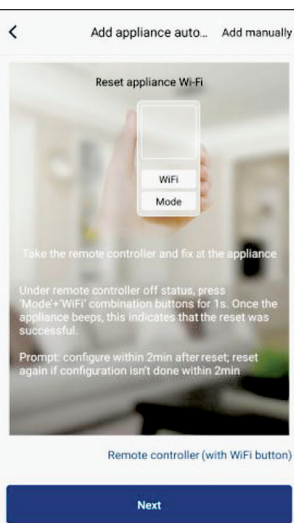 Add appliance auto... Add manually
Reset appliance Wi-Fi
WiFi
Mode
Take the remote controller and fix at the appliance
Under remote controller off status, press
'Mode'+'WiFi' combination buttons for 1s. Once the
appliance beeps, this indicates that the reset was
successful.
Prompt: configure within 2min after reset; reset
again if configuration isn't done within 2min
Remote controller (with WiFi button)
Next